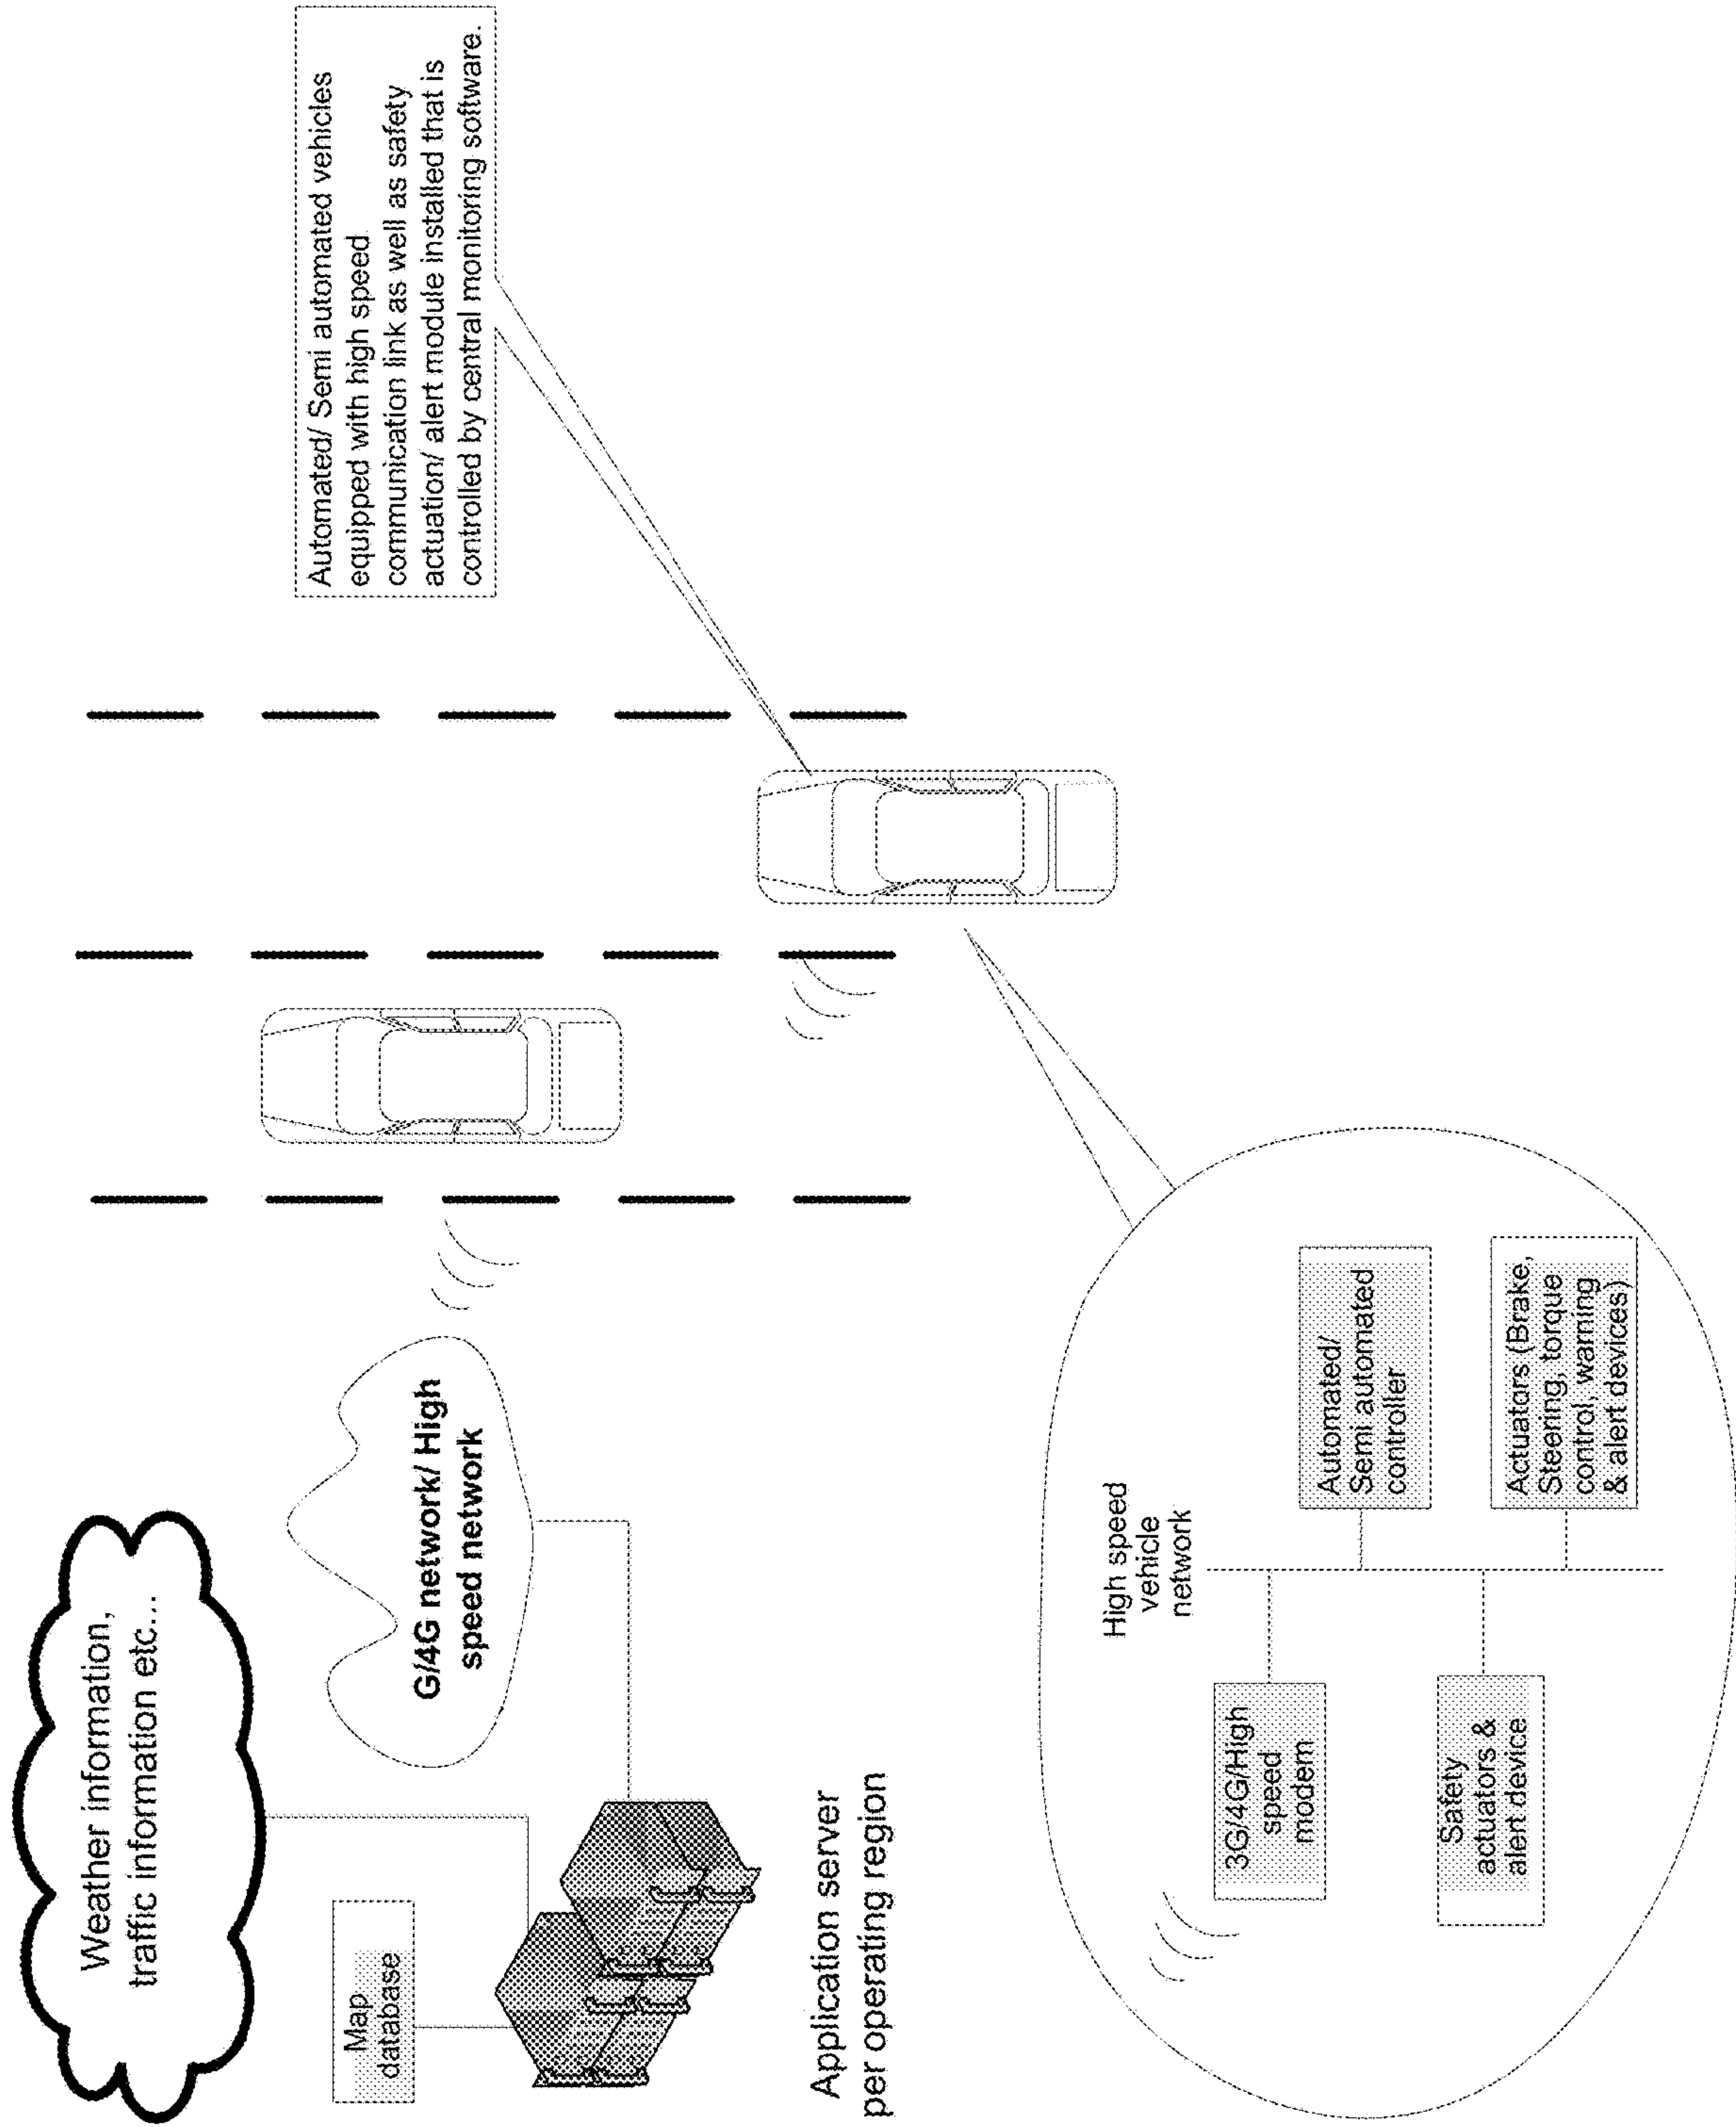 Weather information,
traffic information etc...
Map
database
G/4G network/ High
speed network
Application server
per operating region
Automated/ Semi automated vehicles
equipped with high speed
communication link as well as safety
actuation/ alert module installed that is
controlled by central monitoring software.
High speed
vehicle
network
3G/4G/High
speed
modem
Automated/
Semi automated
controller
Safety
actuators &
alert device
Actuators (Brake,
Steering, torque
control, warning
& alert devices)